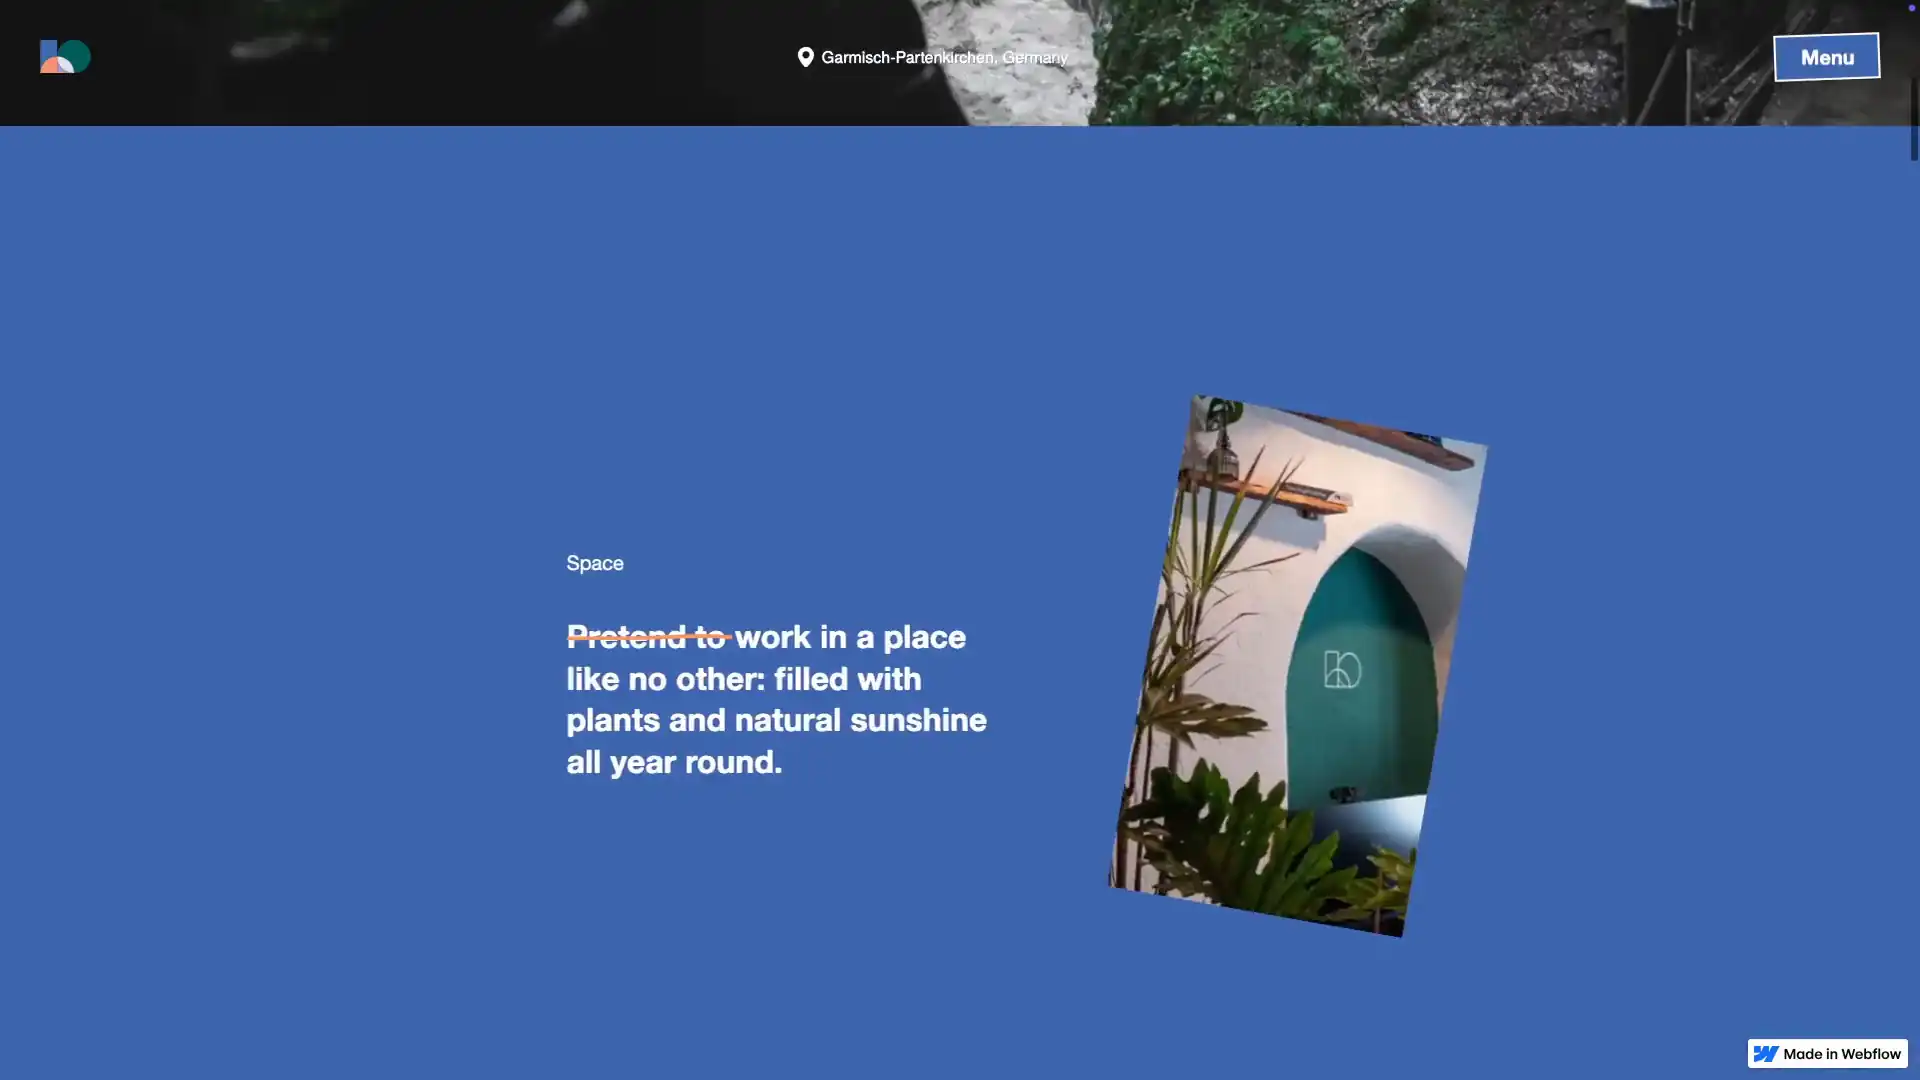 Garmisch-Partenkirchen, Germany
Menu
Space
Pretend to work in a place
like no other: filled with
plants and natural sunshine
all year round.
Made in Webflow